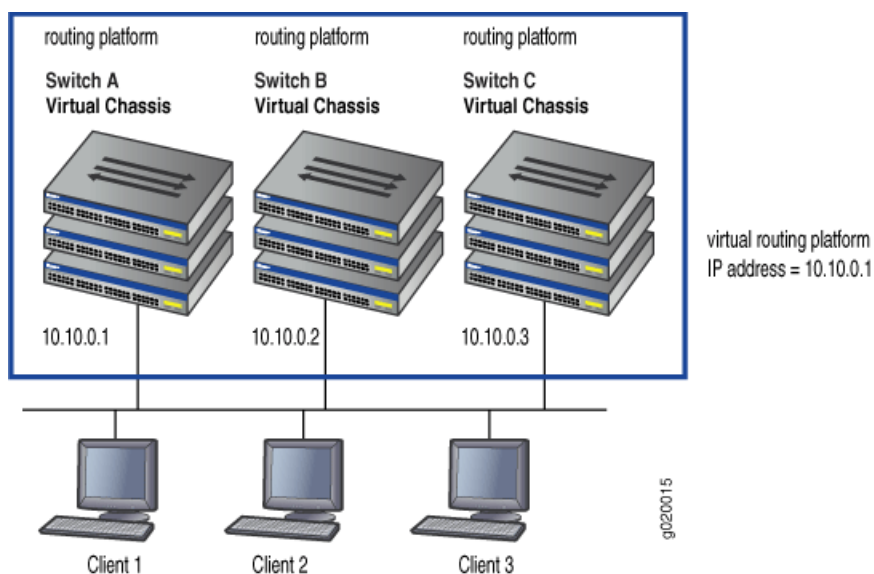 routing platform
routing platform
routing platform
Switch A
Virtual Chassis
Switch B
Virtual Chassis
Switch C
Virtual Chassis
virtual routing platform
IP address = 10.10.0.1
10.10.0.1
10.10.0.2
10.10.0.3
Client 1
Client 2
Client 3
g020015